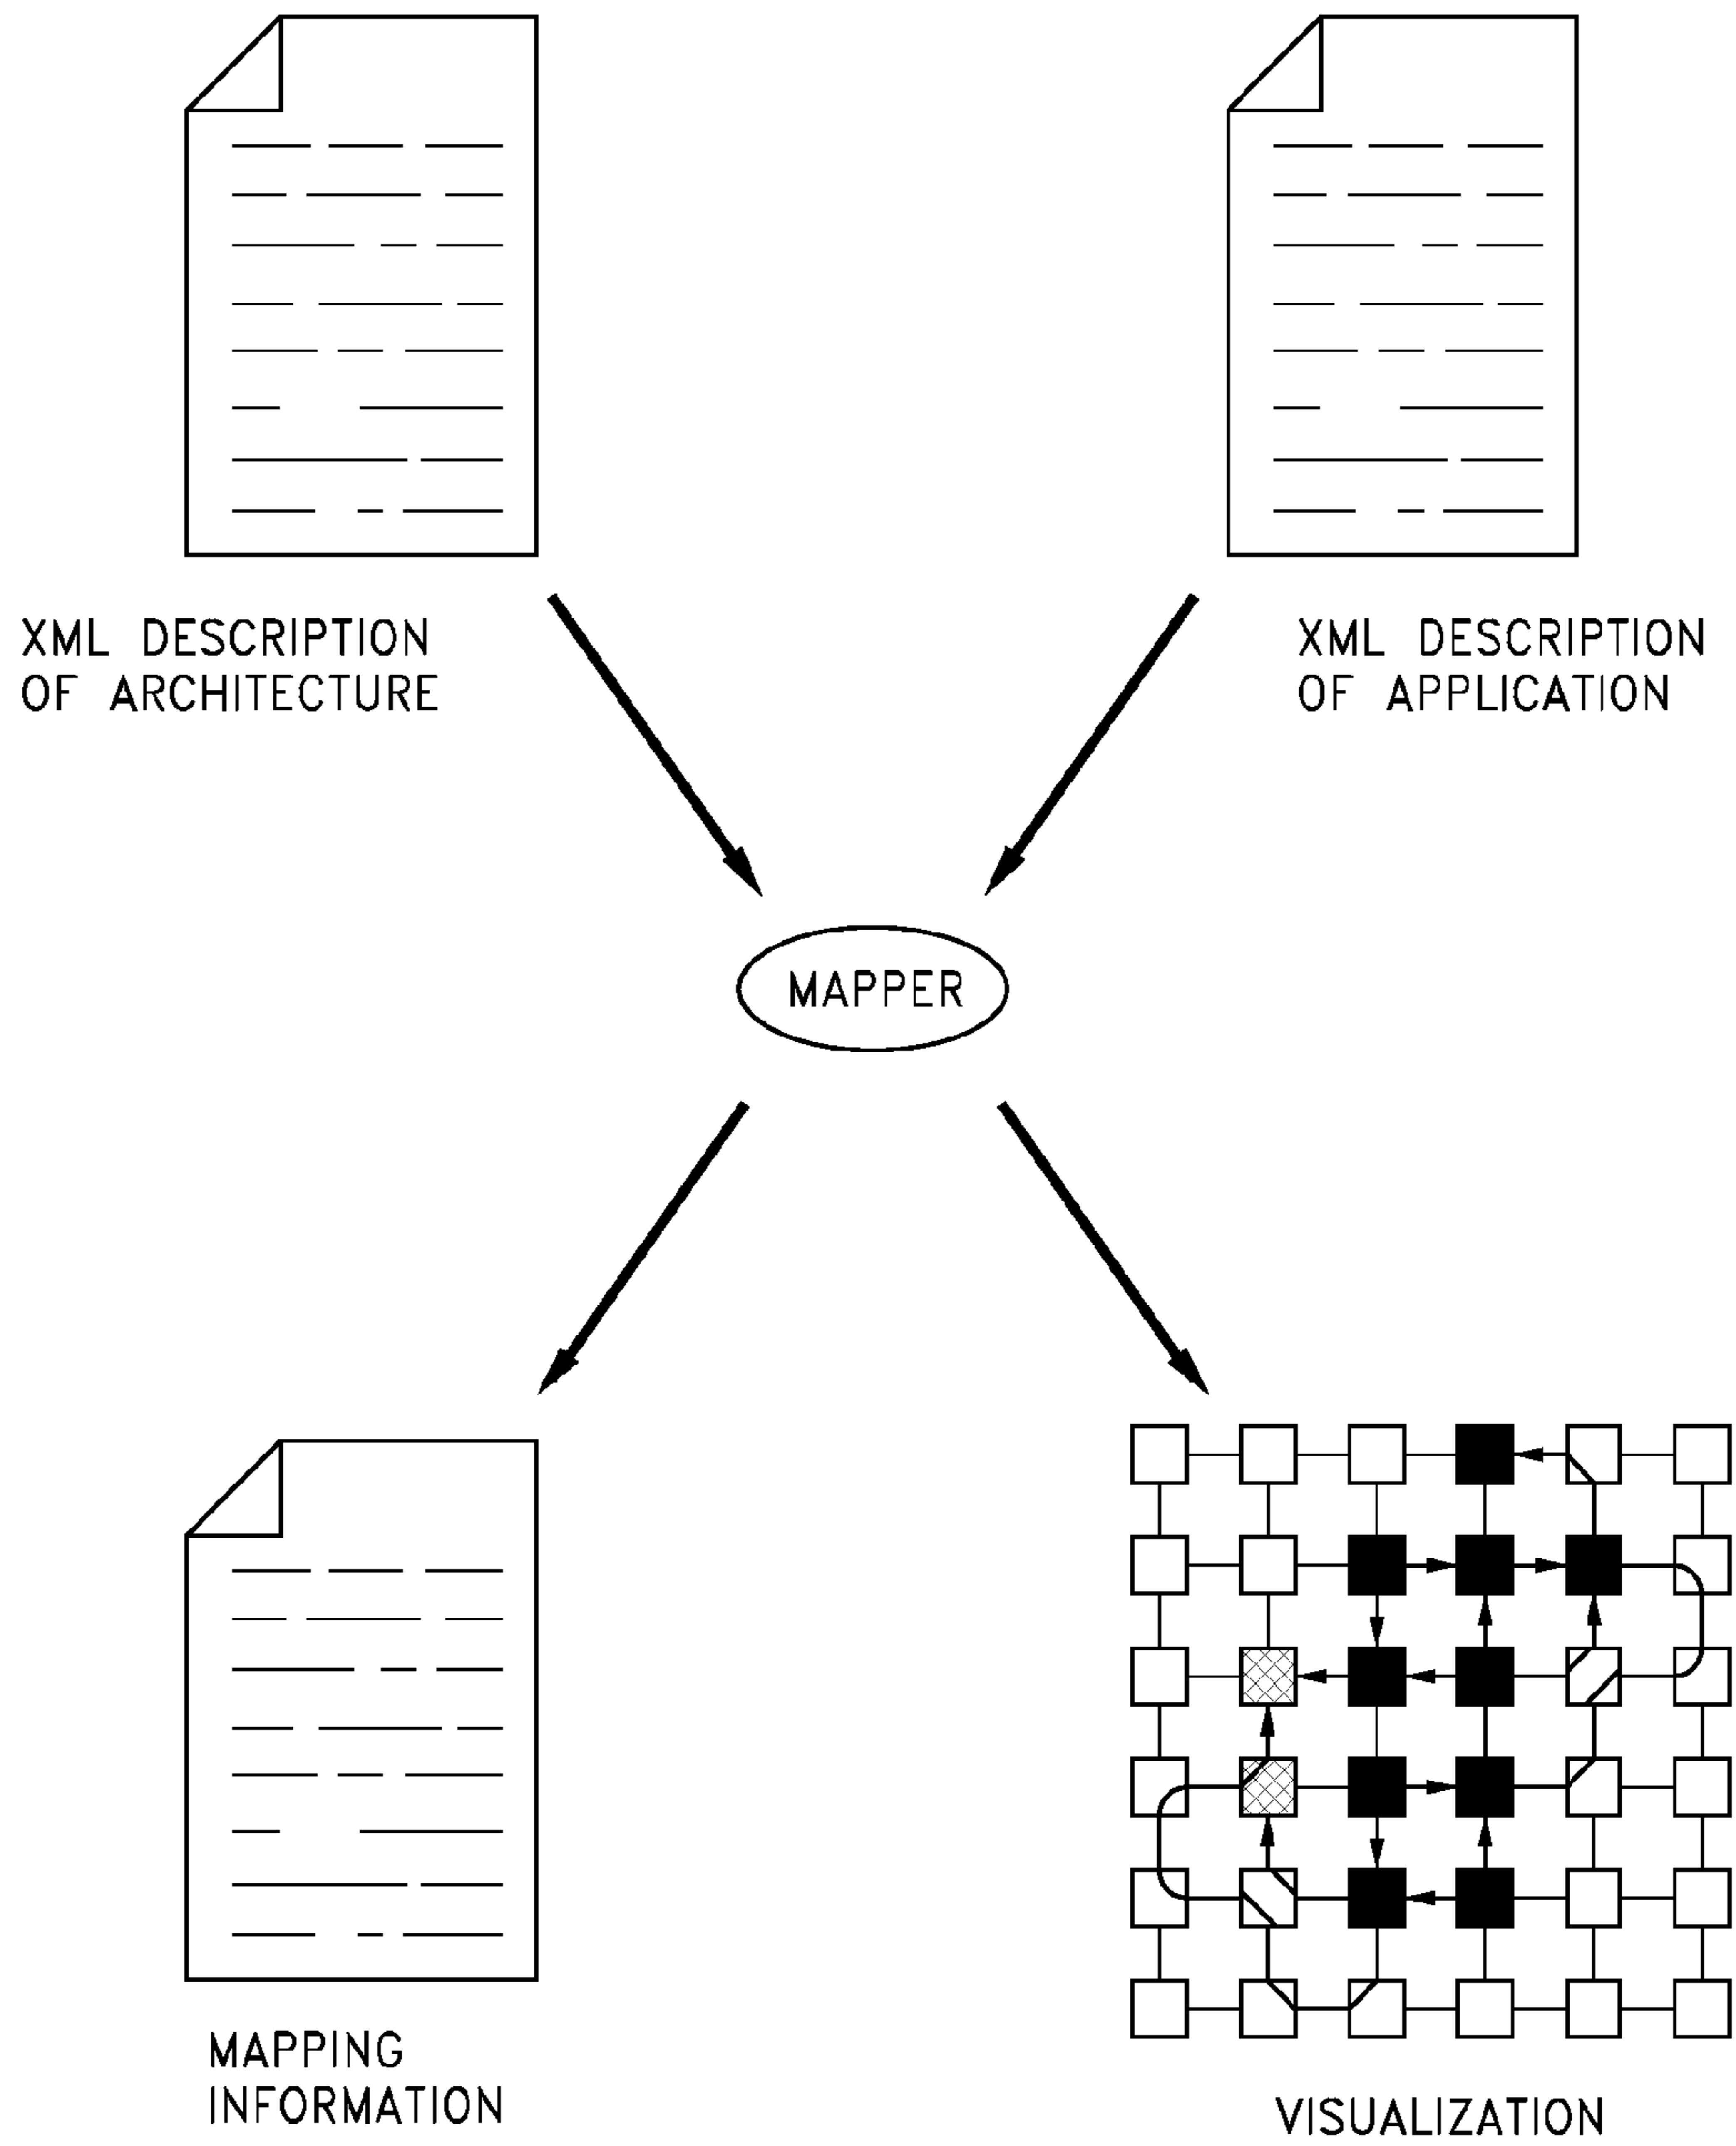 XML DESCRIPTION
OF ARCHITECTURE
XML DESCRIPTION
OF APPLICATION
MAPPER
MAPPING
INFORMATION
VISUALIZATION